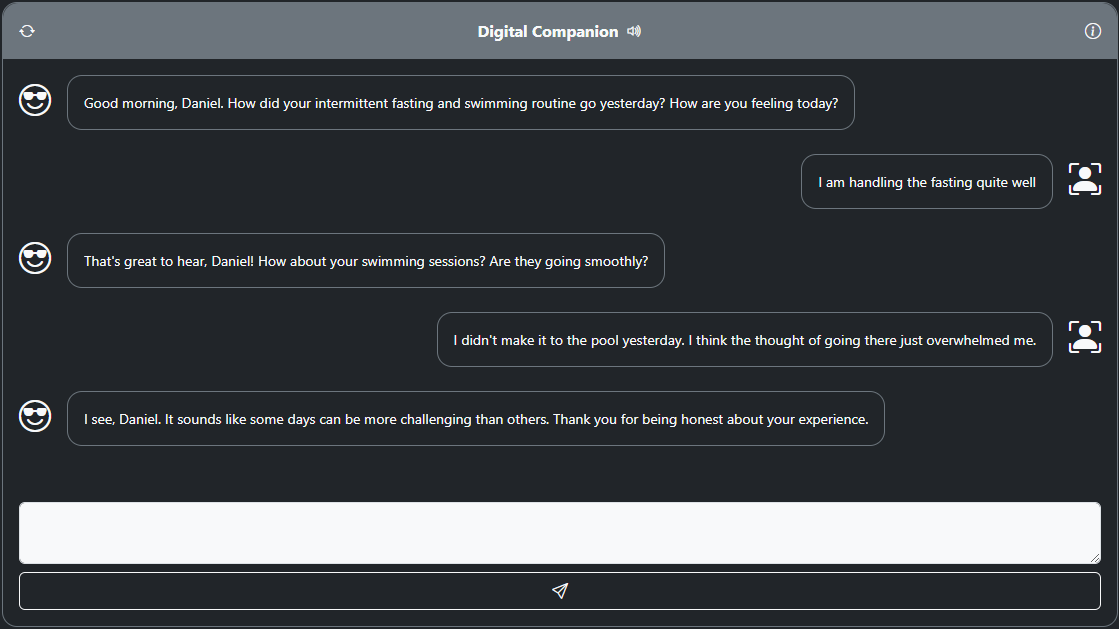 Digital Companion
Good morning, Daniel. How did your intermittent fasting and swimming routine go yesterday? How are you feeling today?
I am handling the fasting quite well
That's great to hear, Daniel! How about your swimming sessions? Are they going smoothly?
I didn't make it to the pool yesterday. I think the thought of going there just overwhelmed me.
I see, Daniel. It sounds like some days can be more challenging than others. Thank you for being honest about your experience.